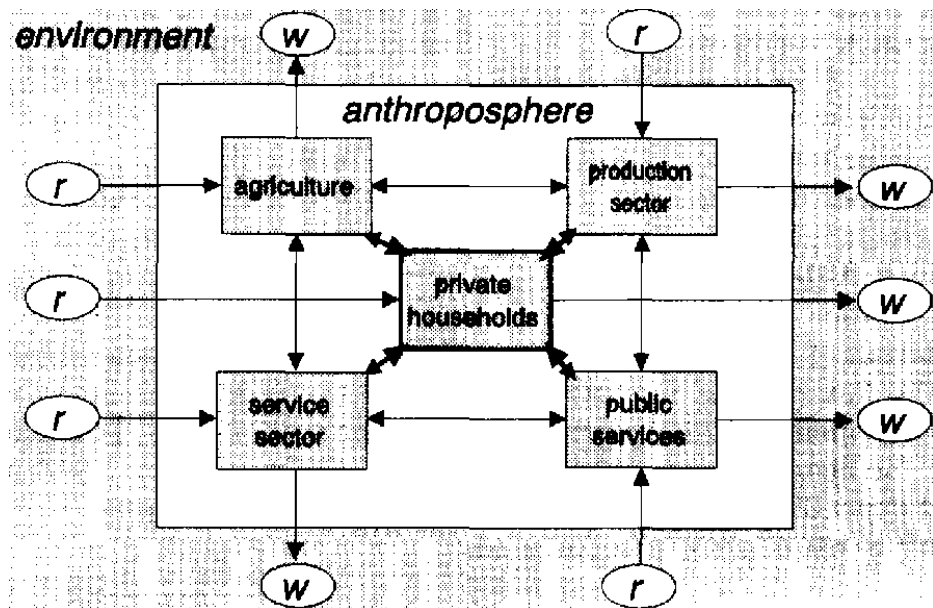 environment
w
r
anthroposphere
r
agriculture
production
sector
w
r
private
households
w
r
service
sector
public
services
w
w
r